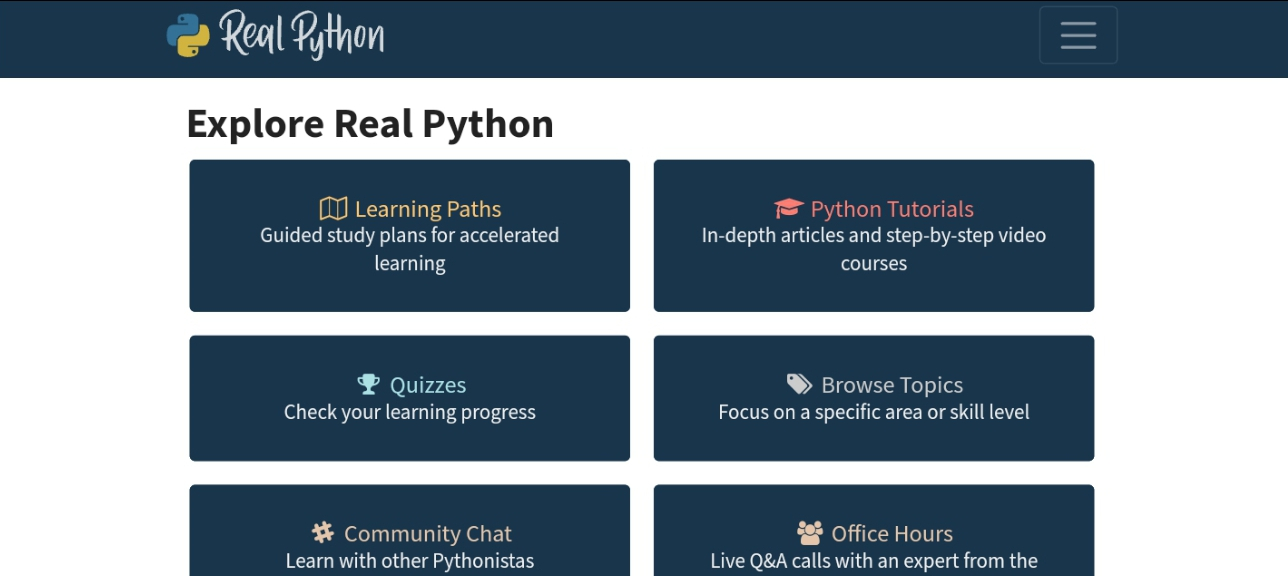 Real Python
Explore Real Python
Learning Paths
Guided study plans for accelerated
learning
Python Tutorials
In-depth articles and step-by-step video
courses
Quizzes
Check your learning progress
Browse Topics
Focus on a specific area or skill level
Community Chat
Learn with other Pythonistas
Office Hours
Live Q&A calls with an expert from the